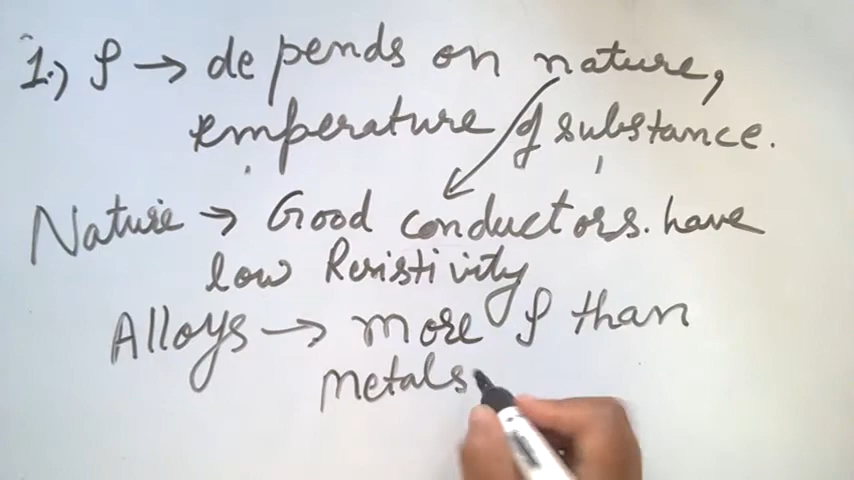 1.) ρ → depends on nature,
temperature of substance.
Nature → Good conductors. have
low Resistivity
Alloys → more ρ than
metals